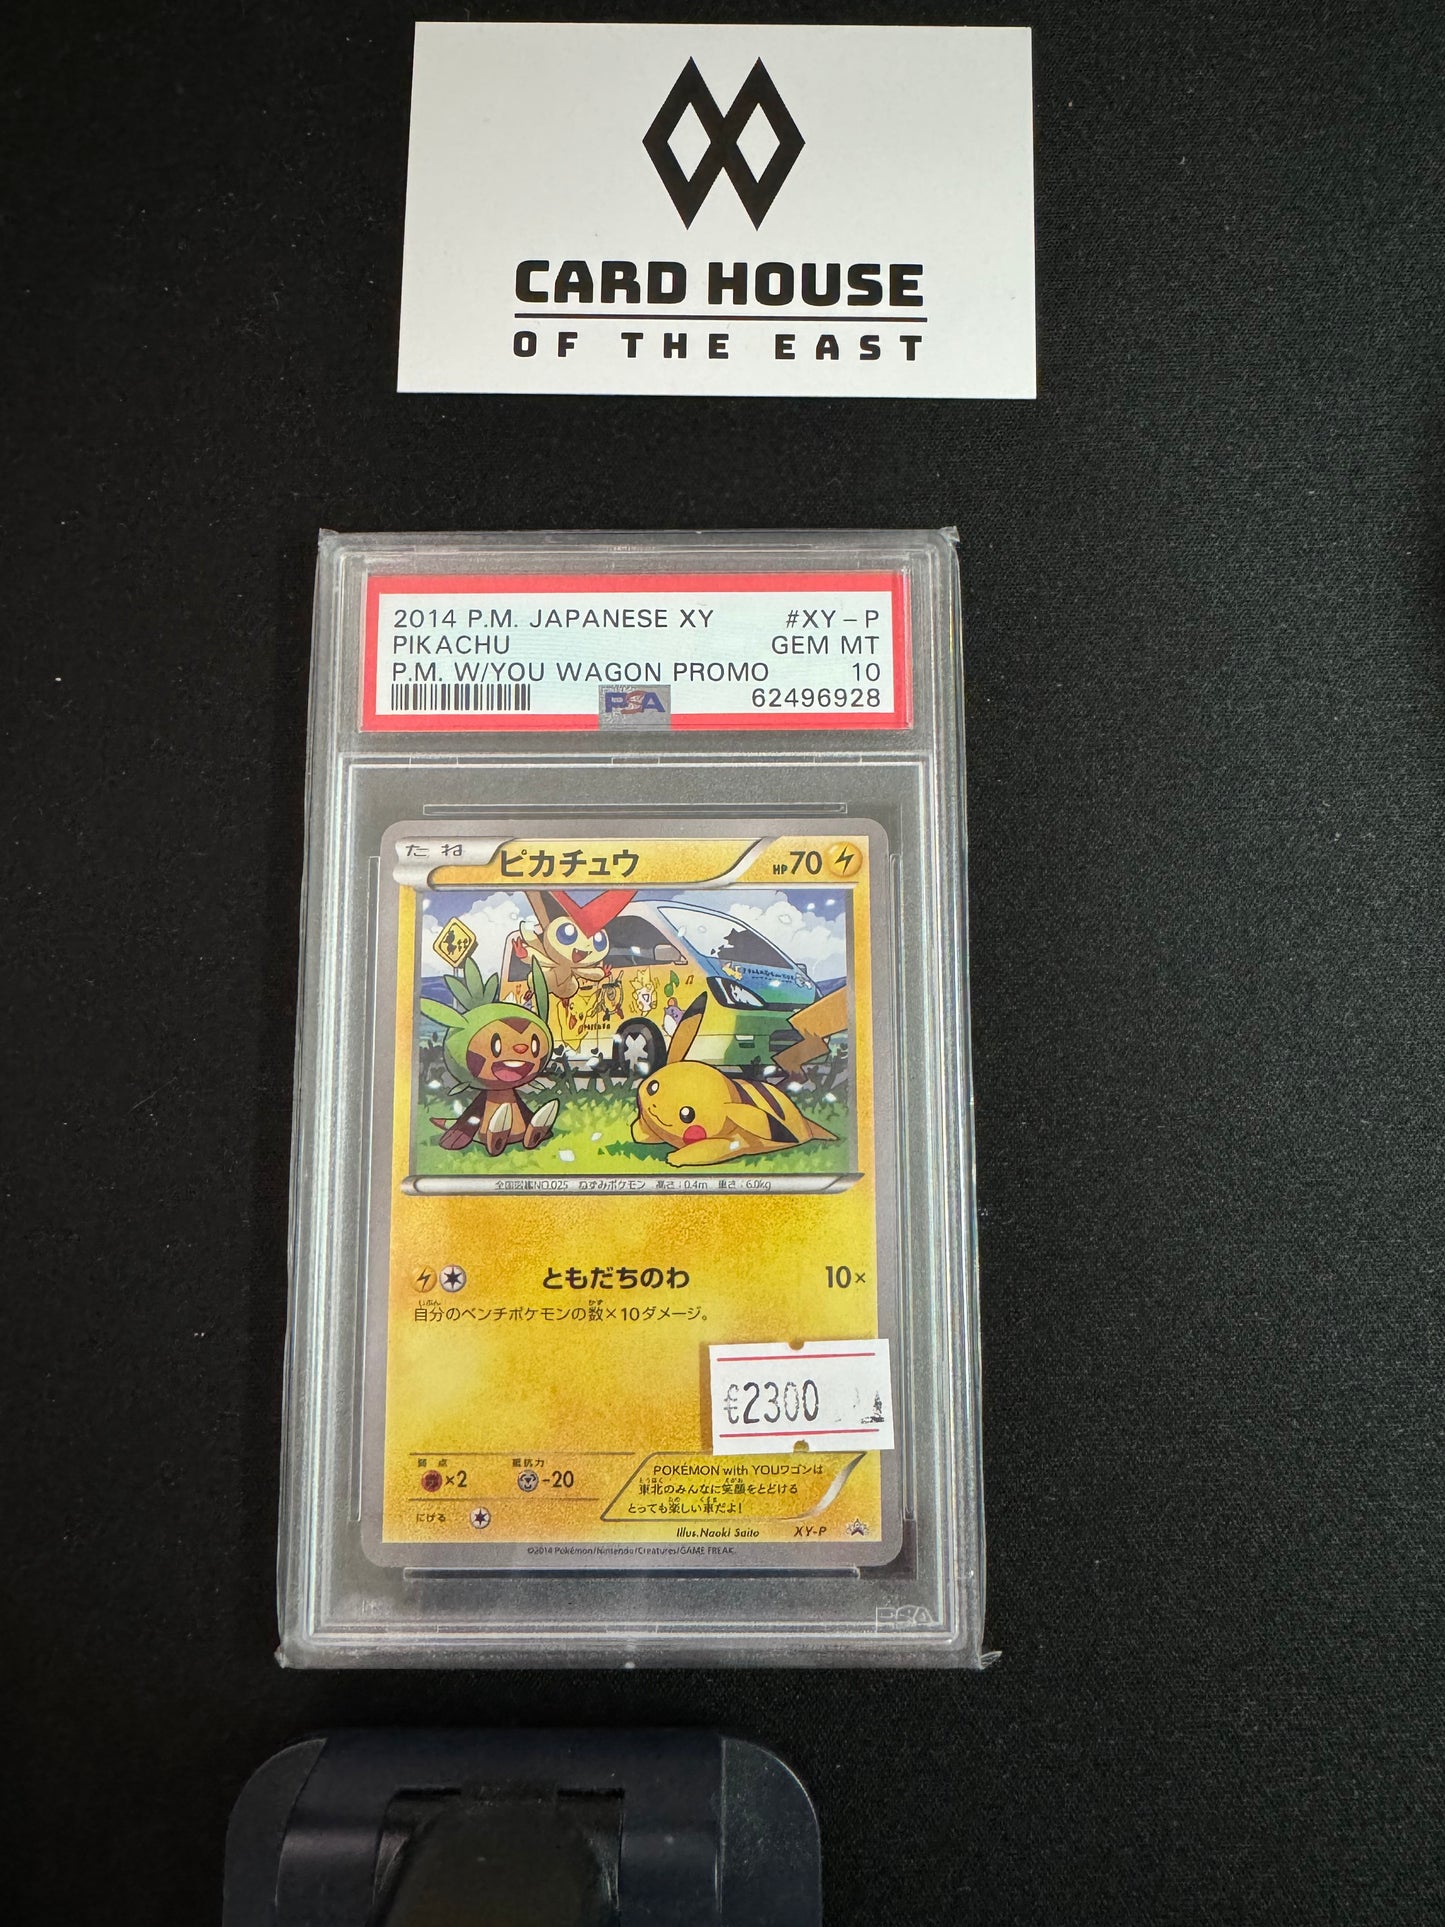 CARD HOUSE
OF THE EAST
2014 P.M. JAPANESE XY #XY-P
PIKACHU GEM MT
P.M. W/YOU WAGON PROMO 10
PSA 62496928
たね ピカチュウ HP70
全国図鑑NO.025 ねずみポケモン 高さ:0.4m 重さ:6.0kg
ともだちのわ 10×
自分のベンチポケモンの数×10ダメージ。
€2300
弱点 抵抗力
×2 -20
にげる
POKÉMON with YOUワゴンは
東北のみんなに笑顔をとどける
とっても楽しい車だよ!
Illus.Naoki Saito XY-P
©2014 Pokémon/Nintendo/Creatures/GAME FREAK.
PSA